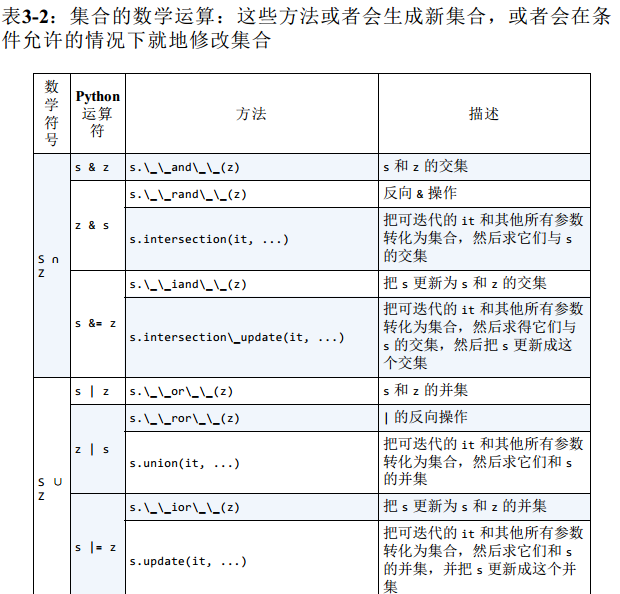 表3-2：集合的数学运算：这些方法或者会生成新集合，或者会在条
件允许的情况下就地修改集合
数
学
符
号
Python
运算
符
方法
描述
S ∩
Z
s & z
s.\_\_and\_\_(z)
s 和 z 的交集
z & s
s.\_\_rand\_\_(z)
反向 & 操作
s.intersection(it, ...)
把可迭代的 it 和其他所有参数
转化为集合，然后求它们与 s
的交集
s &= z
s.\_\_iand\_\_(z)
把 s 更新为 s 和 z 的交集
s.intersection\_update(it, ...)
把可迭代的 it 和其他所有参数
转化为集合，然后求得它们与
s 的交集，然后把 s 更新成这
个交集
S ∪
Z
s | z
s.\_\_or\_\_(z)
s 和 z 的并集
z | s
s.\_\_ror\_\_(z)
| 的反向操作
s.union(it, ...)
把可迭代的 it 和其他所有参数
转化为集合，然后求它们和 s
的并集
s |= z
s.\_\_ior\_\_(z)
把 s 更新为 s 和 z 的并集
s.update(it, ...)
把可迭代的 it 和其他所有参数
转化为集合，然后求它们和 s
的并集，并把 s 更新成这个并
集